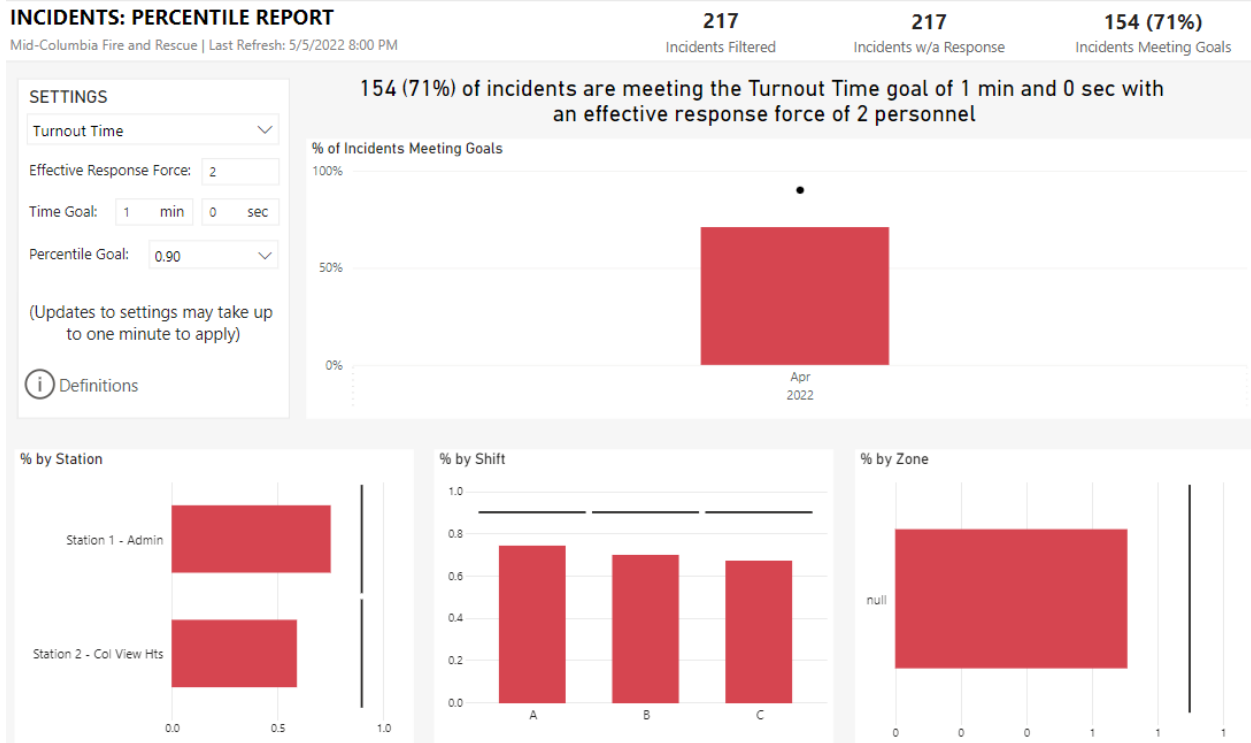 INCIDENTS: PERCENTILE REPORT
Mid-Columbia Fire and Rescue | Last Refresh: 5/5/2022 8:00 PM
217
Incidents Filtered
217
Incidents w/a Response
154 (71%)
Incidents Meeting Goals
SETTINGS
Turnout Time
Effective Response Force: 2
Time Goal: 1 min 0 sec
Percentile Goal: 0.90
(Updates to settings may take up
to one minute to apply)
i Definitions
154 (71%) of incidents are meeting the Turnout Time goal of 1 min and 0 sec with
an effective response force of 2 personnel
% of Incidents Meeting Goals
100%
50%
0%
Apr
2022
% by Station
Station 1 - Admin
Station 2 - Col View Hts
0.0 0.5 1.0
% by Shift
1.0
0.8
0.6
0.4
0.2
0.0
A B C
% by Zone
null
0 0 0 1 1 1